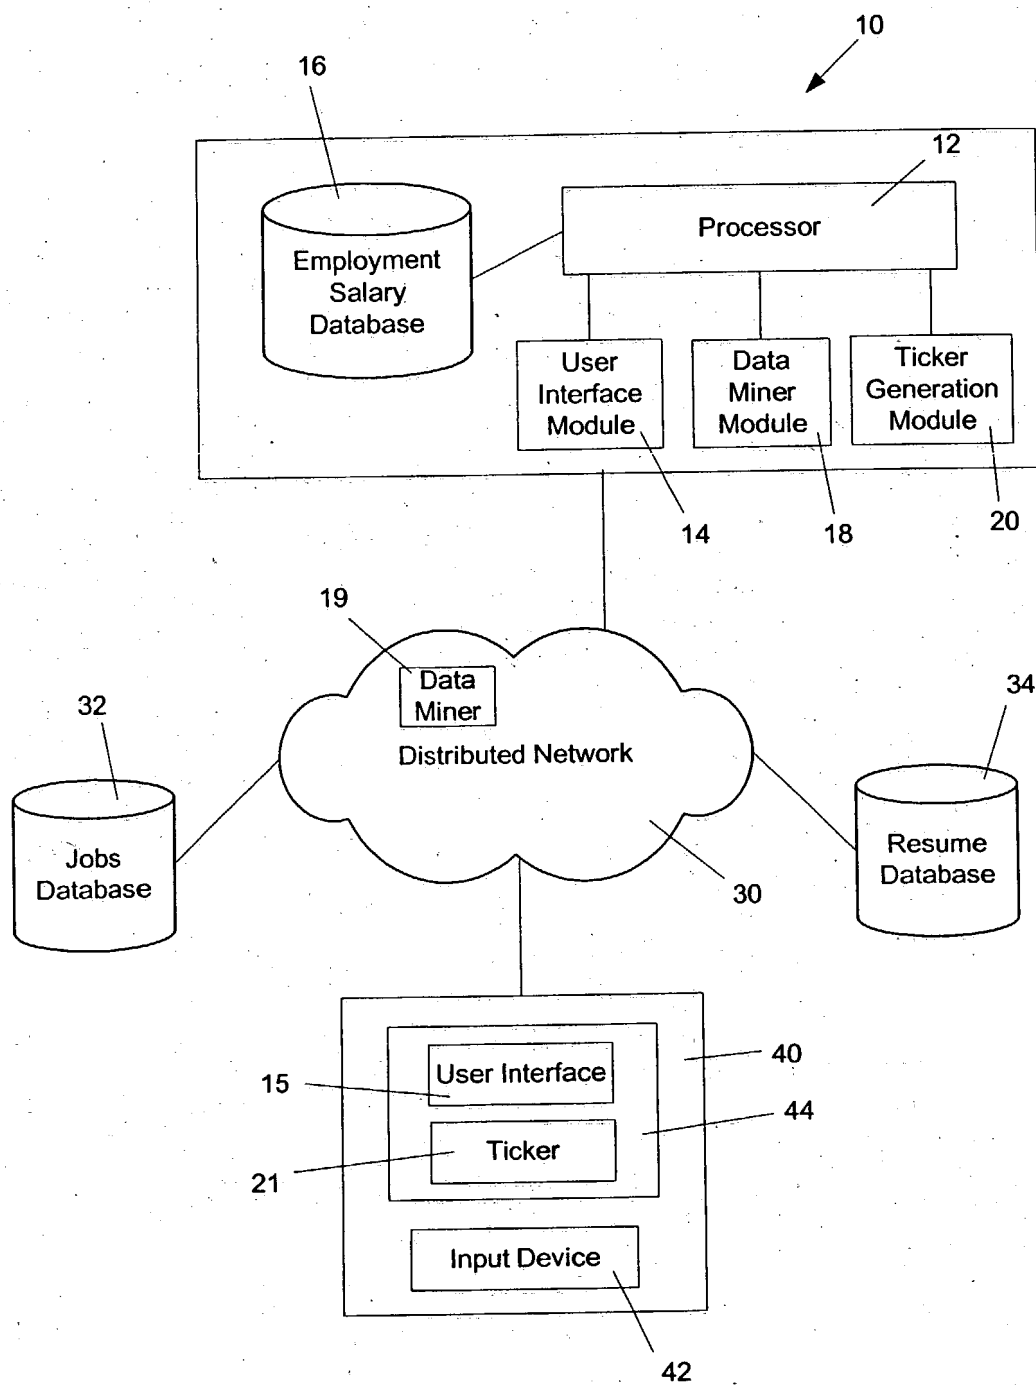 10
16
12
Processor
Employment
Salary
Database
User
Interface
Module
Data
Miner
Module
Ticker
Generation
Module
14
18
20
19
Data
Miner
Distributed Network
32
34
Jobs
Database
Resume
Database
30
User Interface
15
40
44
Ticker
21
Input Device
42